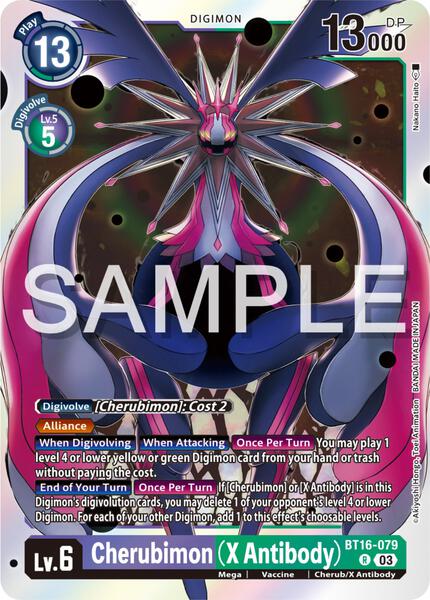 Play
13
DIGIMON
13000 DP
Nakano Haito
Digivolve
Lv.5
5
SAMPLE
©Akiyoshi Hongo, Toei Animation BANDAI MADE IN JAPAN
Digivolve [Cherubimon]: Cost 2
Alliance
When Digivolving When Attacking Once Per Turn You may play 1
level 4 or lower yellow or green Digimon card from your hand or trash
without paying the cost.
End of Your Turn Once Per Turn If [Cherubimon] or [X Antibody] is in this
Digimon's digivolution cards, you may delete 1 of your opponent's level 4 or lower
Digimon. For each of your other Digimon, add 1 to this effect's choosable levels.
Lv.6 Cherubimon (X Antibody) BT16-079
R 03
Mega Vaccine Cherub/X Antibody